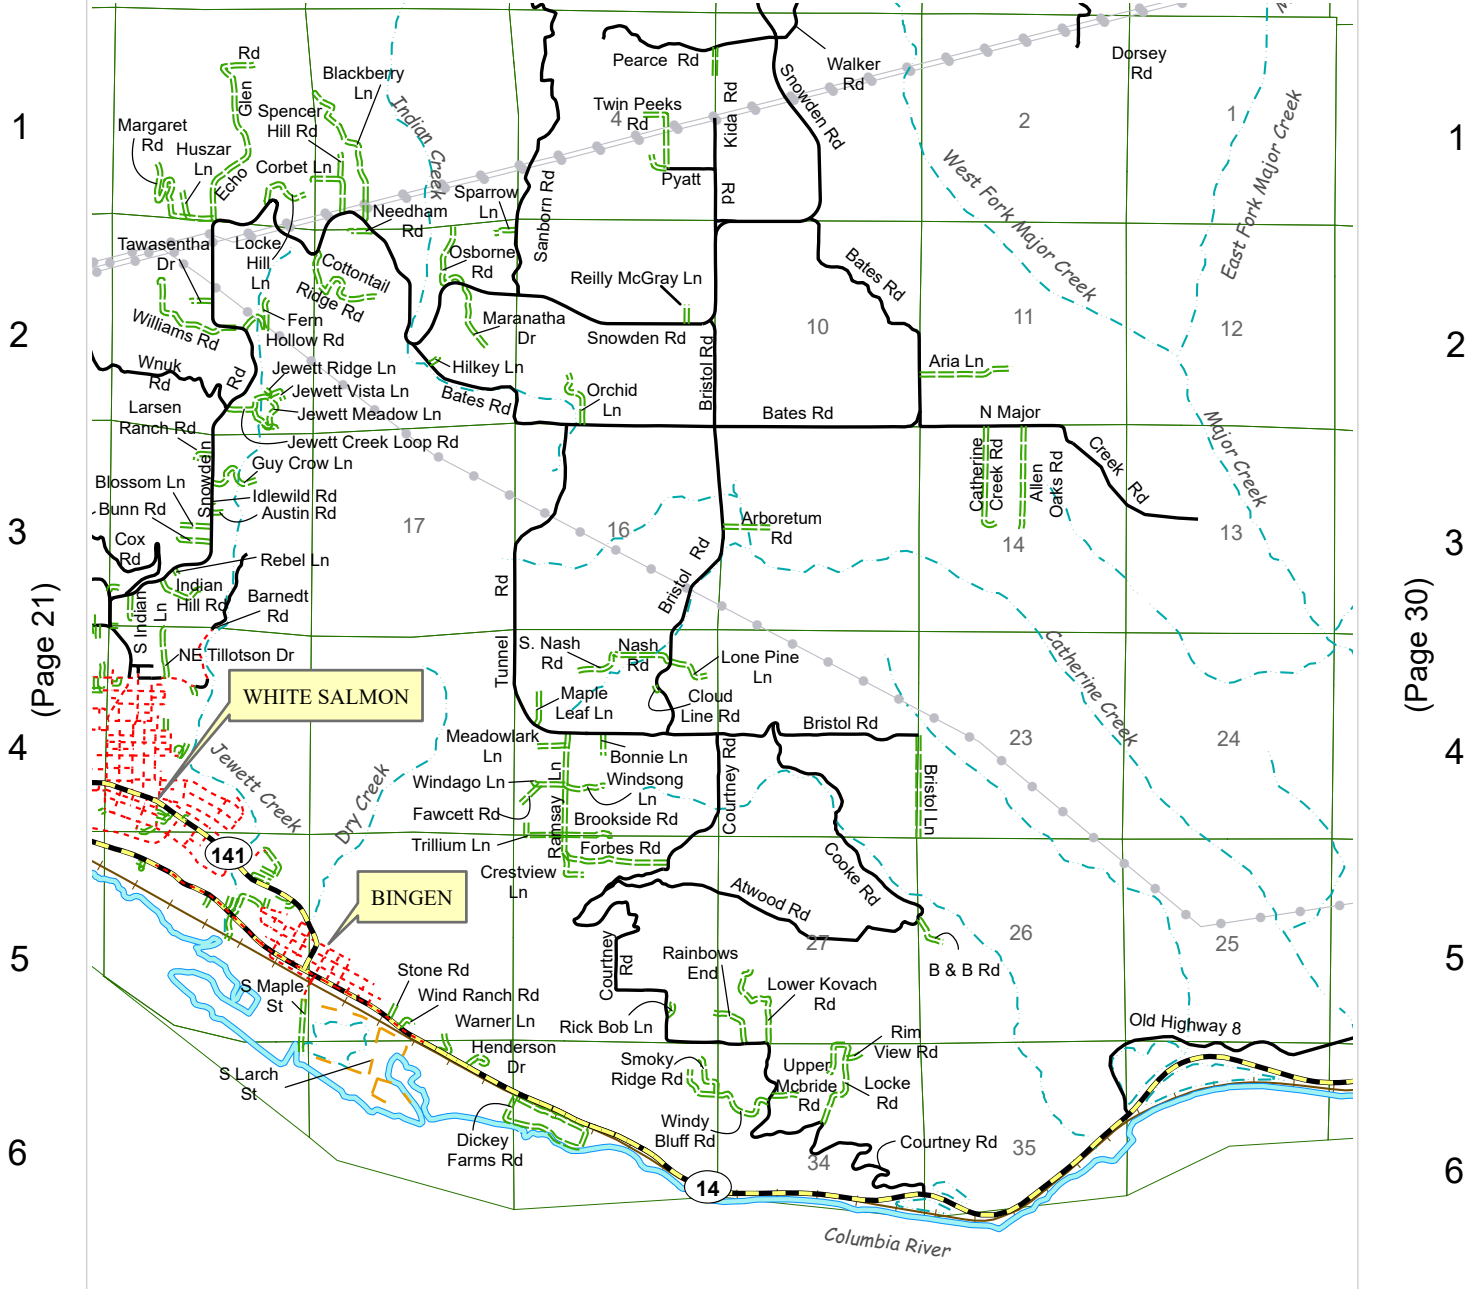 Pearce Rd
Walker
Rd
Dorsey
Rd
Rd
Glen
Echo
Blackberry
Ln
Spencer
Hill Rd
Margaret
Rd
Huszar
Ln
Corbet Ln
Indian Creek
Twin Peeks
Rd
4
Kida Rd
Rd
Snowden Rd
2
1
1
1
Pyatt
Sparrow
Ln
Sanborn Rd
Needham
Rd
West Fork Major Creek
East Fork Major Creek
Tawasentha
Dr
Locke
Hill
Ln
Cottontail
Ridge Rd
Osborne
Rd
Reilly McGray Ln
Bates Rd
Williams Rd
Fern
Hollow Rd
Maranatha
Dr
Snowden Rd
Bristol Rd
10
11
12
2
2
Wnuk
Rd
Rd
Jewett Ridge Ln
Jewett Vista Ln
Jewett Meadow Ln
Hilkey Ln
Bates Rd
Orchid
Ln
Aria Ln
Larsen
Ranch Rd
Jewett Creek Loop Rd
Bates Rd
N Major
Creek Rd
Major Creek
Snowden
Guy Crow Ln
Blossom Ln
Idlewild Rd
Austin Rd
Bunn Rd
Catherine
Creek Rd
Allen
Oaks Rd
Arboretum
Rd
17
16
14
13
3
3
Cox
Rd
Rebel Ln
Indian
Hill Rd
S Indian
Ln
Barnedt
Rd
Tunnel Rd
Bristol Rd
(Page 21)
(Page 30)
NE Tillotson Dr
S. Nash
Rd
Nash
Rd
Lone Pine
Ln
WHITE SALMON
Maple
Leaf Ln
Cloud
Line Rd
Catherine Creek
Meadowlark
Ln
Bonnie Ln
Bristol Rd
23
24
4
4
Jewett Creek
Dry Creek
Windago Ln
Windsong
Ln
Courtney Rd
Bristol Ln
Fawcett Rd
Ramsay Ln
Brookside Rd
Trillium Ln
Forbes Rd
141
Crestview
Ln
Cooke Rd
BINGEN
Atwood Rd
27
26
25
5
5
Courtney
Rd
Rainbows
End
B & B Rd
S Maple
St
Stone Rd
Wind Ranch Rd
Warner Ln
Lower Kovach
Rd
Rick Bob Ln
Old Highway 8
Henderson
Dr
Rim
View Rd
S Larch
St
Smoky
Ridge Rd
Upper
Mcbride
Rd
Locke
Rd
Windy
Bluff Rd
Dickey
Farms Rd
Courtney Rd
34
35
6
6
14
Columbia River